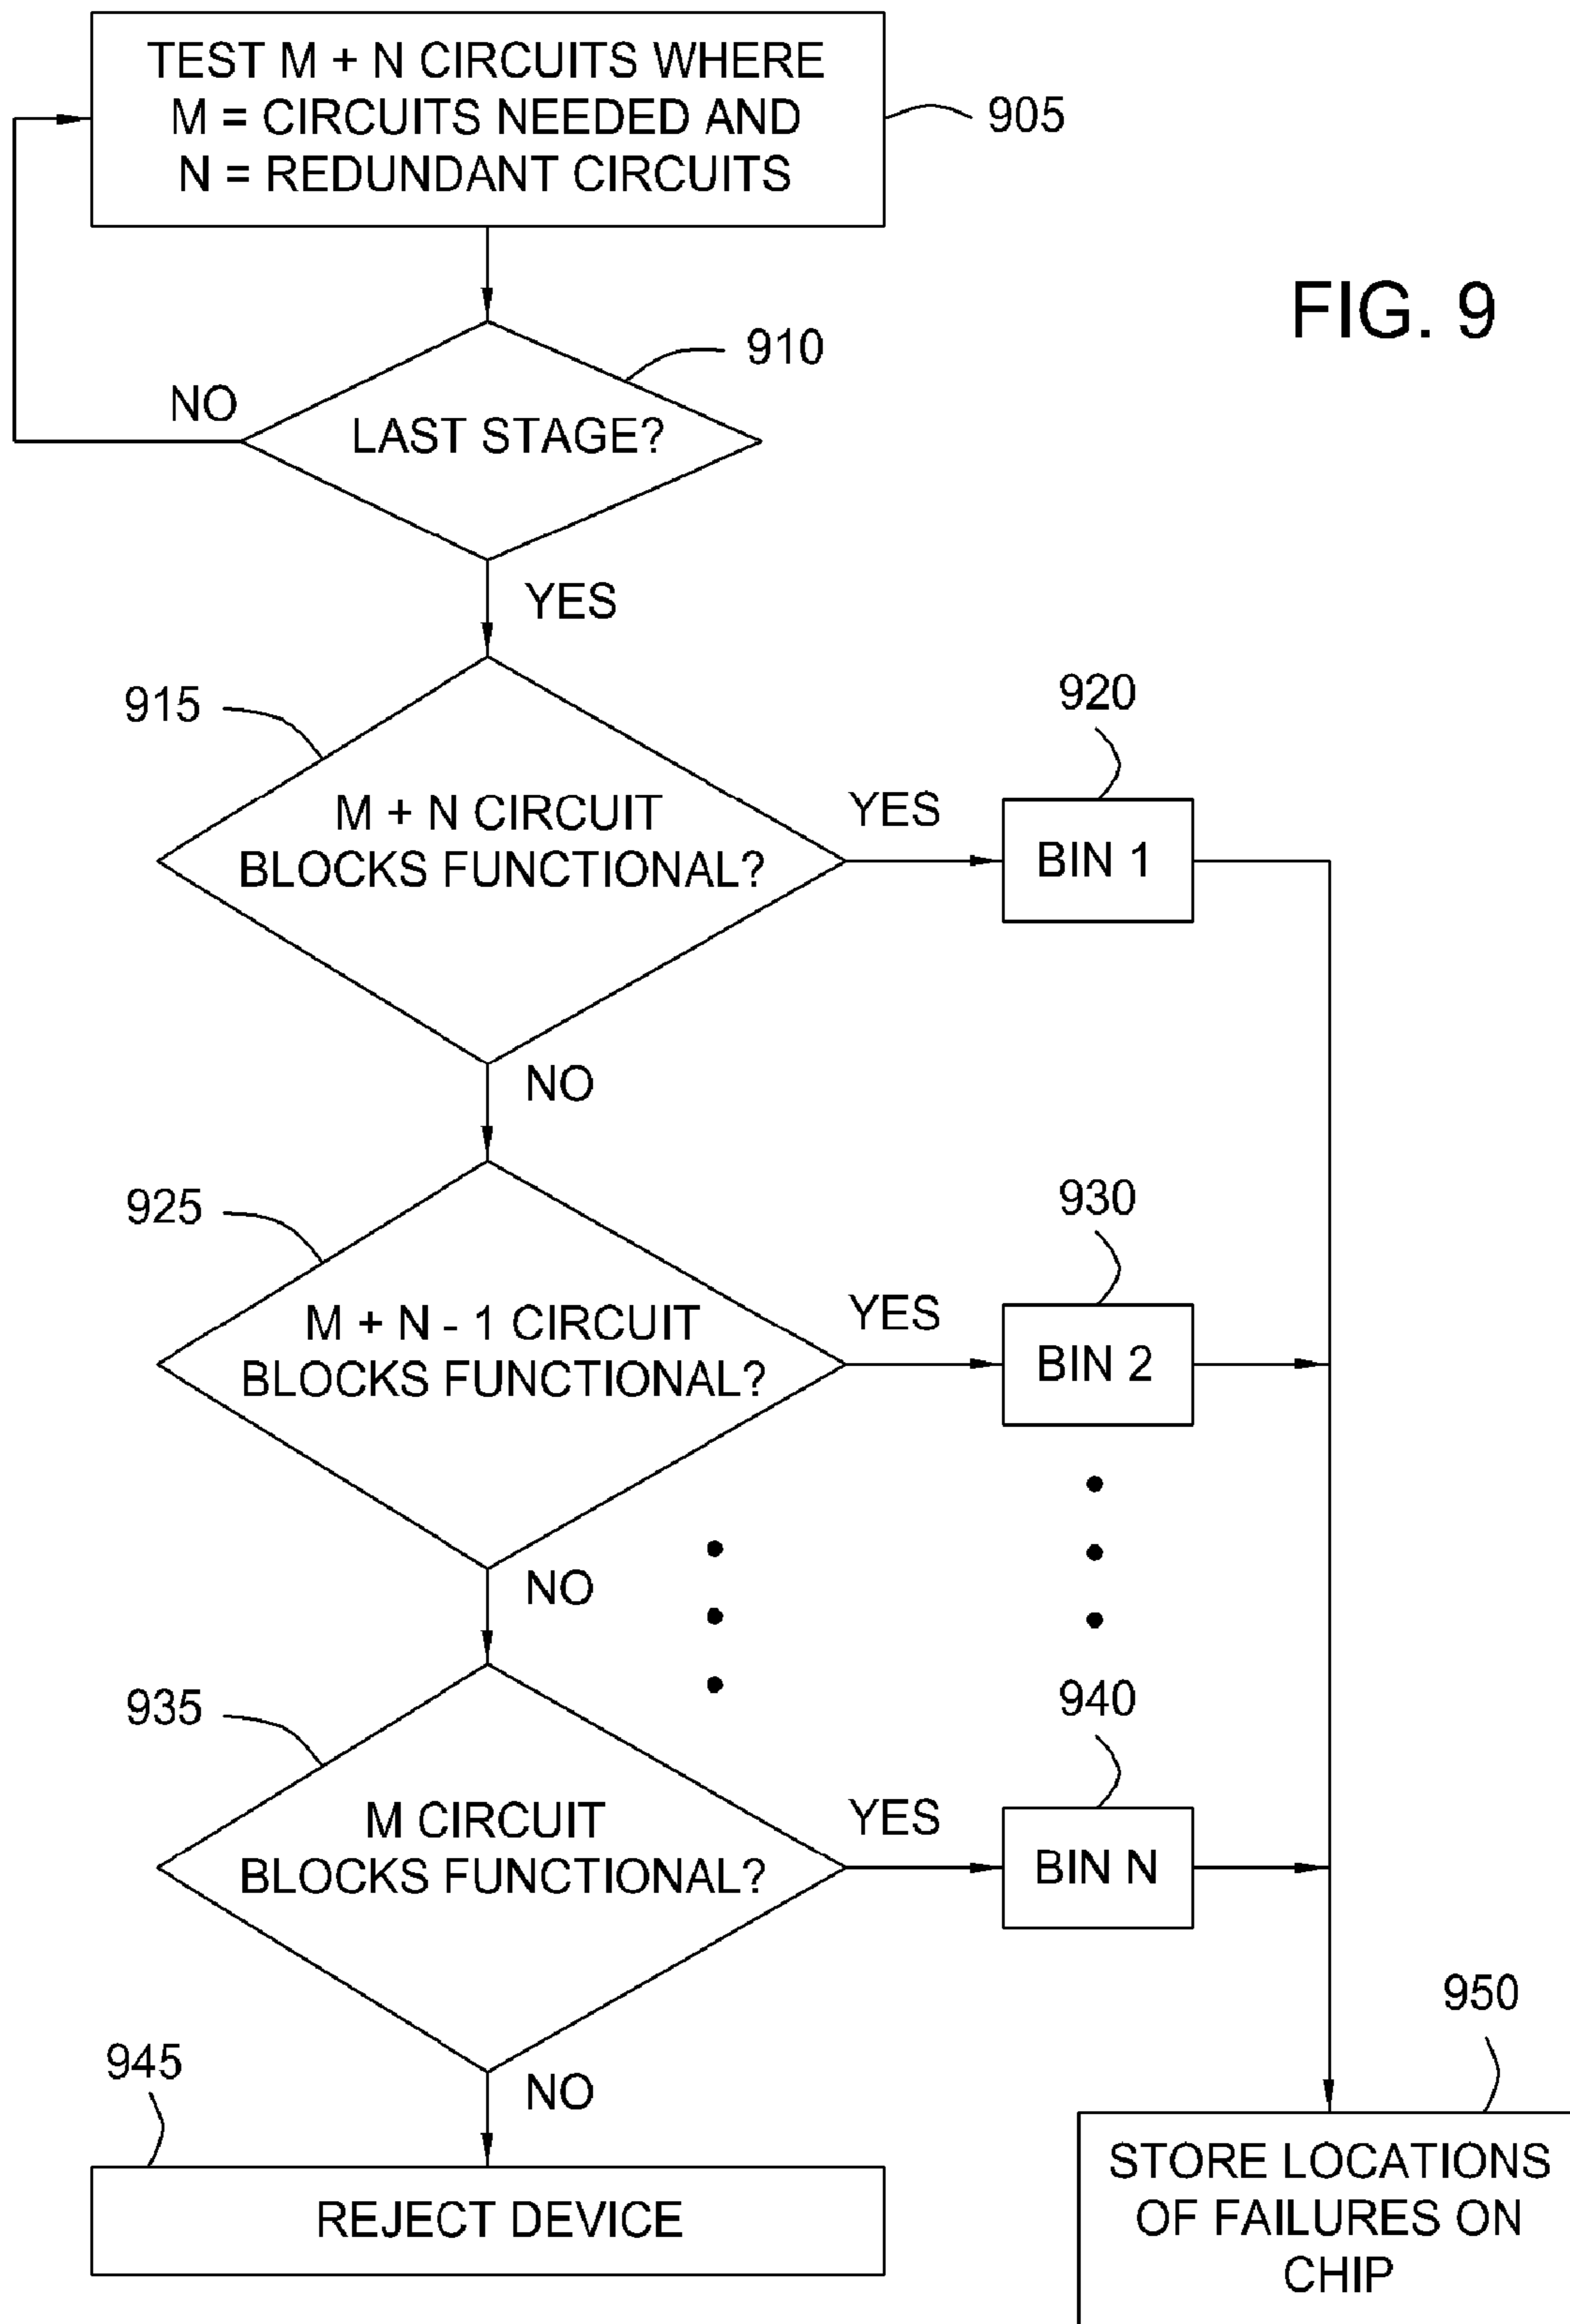 TEST M + N CIRCUITS WHERE
M = CIRCUITS NEEDED AND
N = REDUNDANT CIRCUITS
905
FIG. 9
910
NO
LAST STAGE?
YES
915
920
M + N CIRCUIT
BLOCKS FUNCTIONAL?
YES
BIN 1
NO
925
930
M + N - 1 CIRCUIT
BLOCKS FUNCTIONAL?
YES
BIN 2
NO
935
940
M CIRCUIT
BLOCKS FUNCTIONAL?
YES
BIN N
NO
945
REJECT DEVICE
950
STORE LOCATIONS
OF FAILURES ON
CHIP